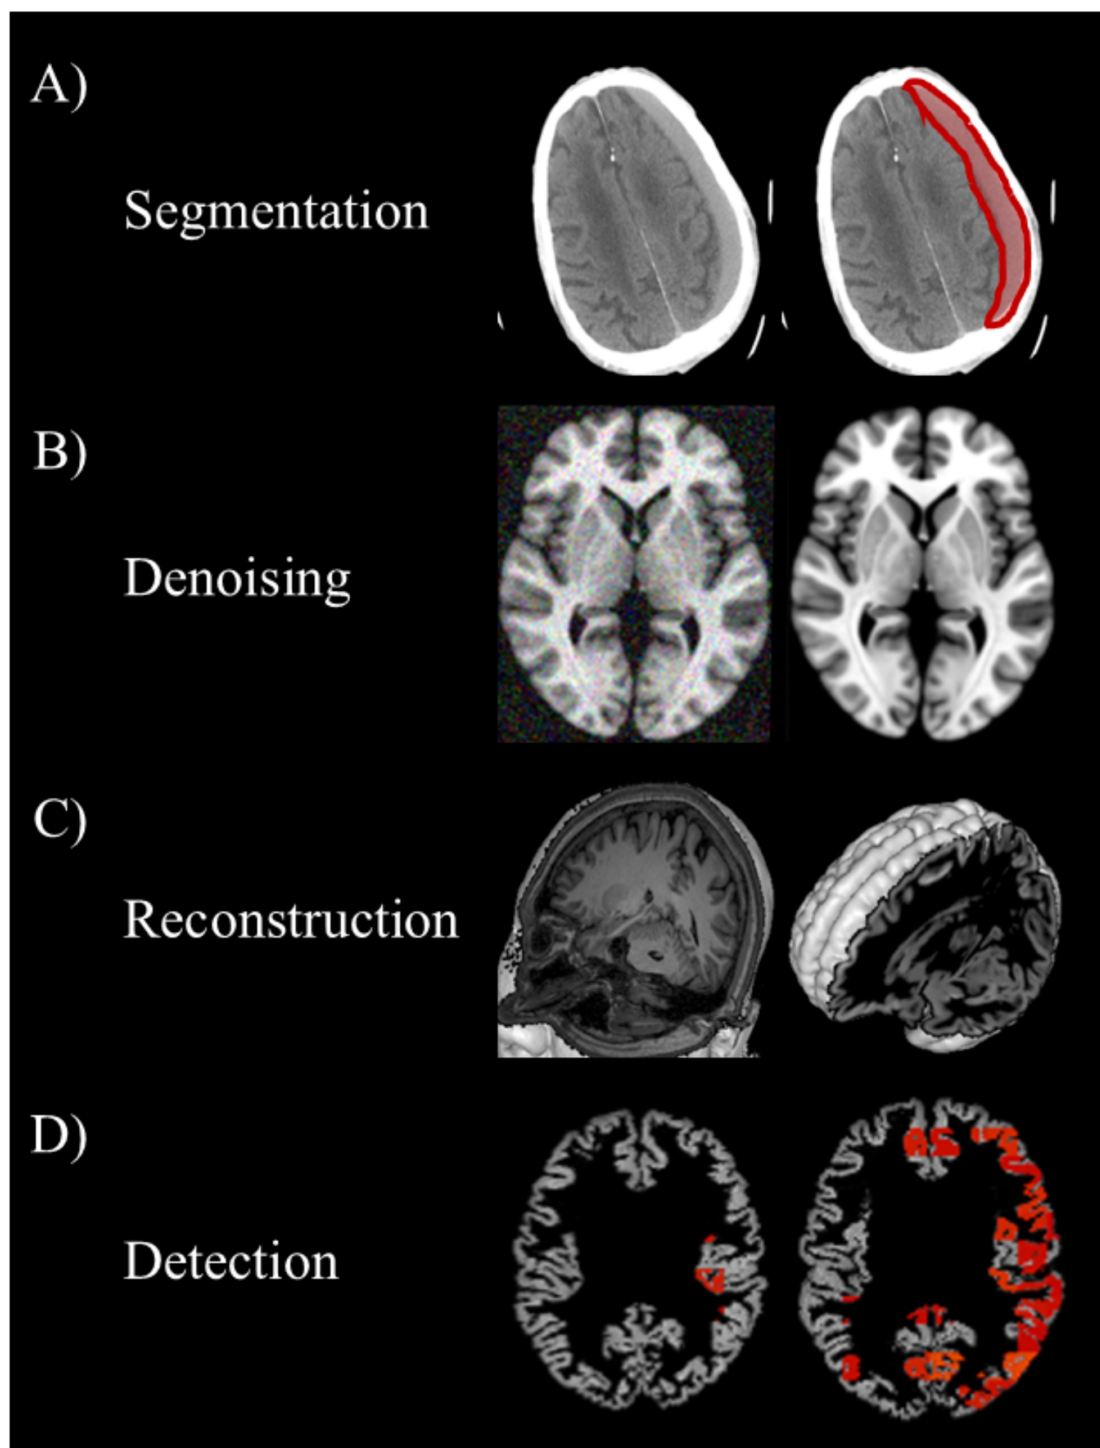 A)
Segmentation
B)
Denoising
C)
Reconstruction
D)
Detection